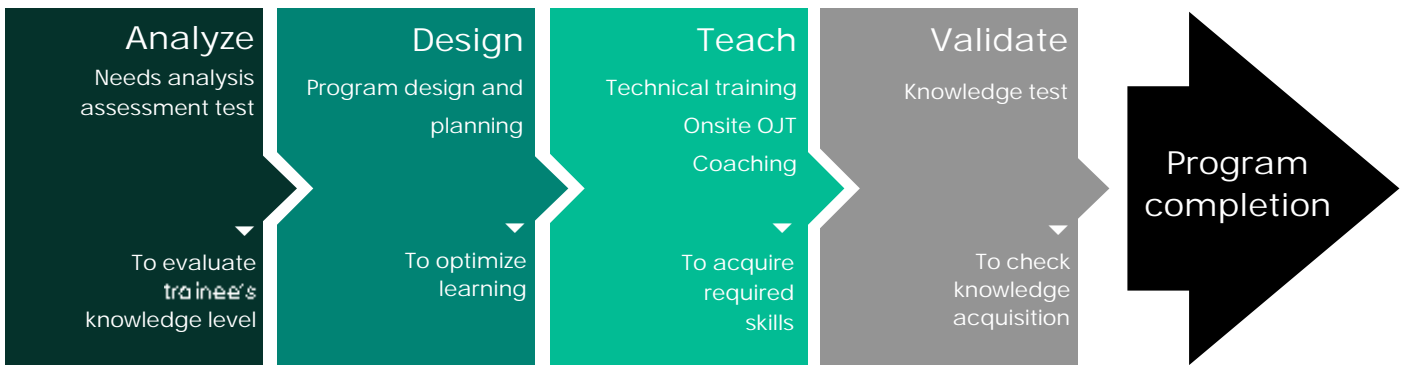 Analyze
Needs analysis
assessment test
To evaluate
trainee's
knowledge level
Design
Program design and
planning
To optimize
learning
Teach
Technical training
Onsite OJT
Coaching
To acquire
required
skills
Validate
Knowledge test
To check
knowledge
acquisition
Program
completion